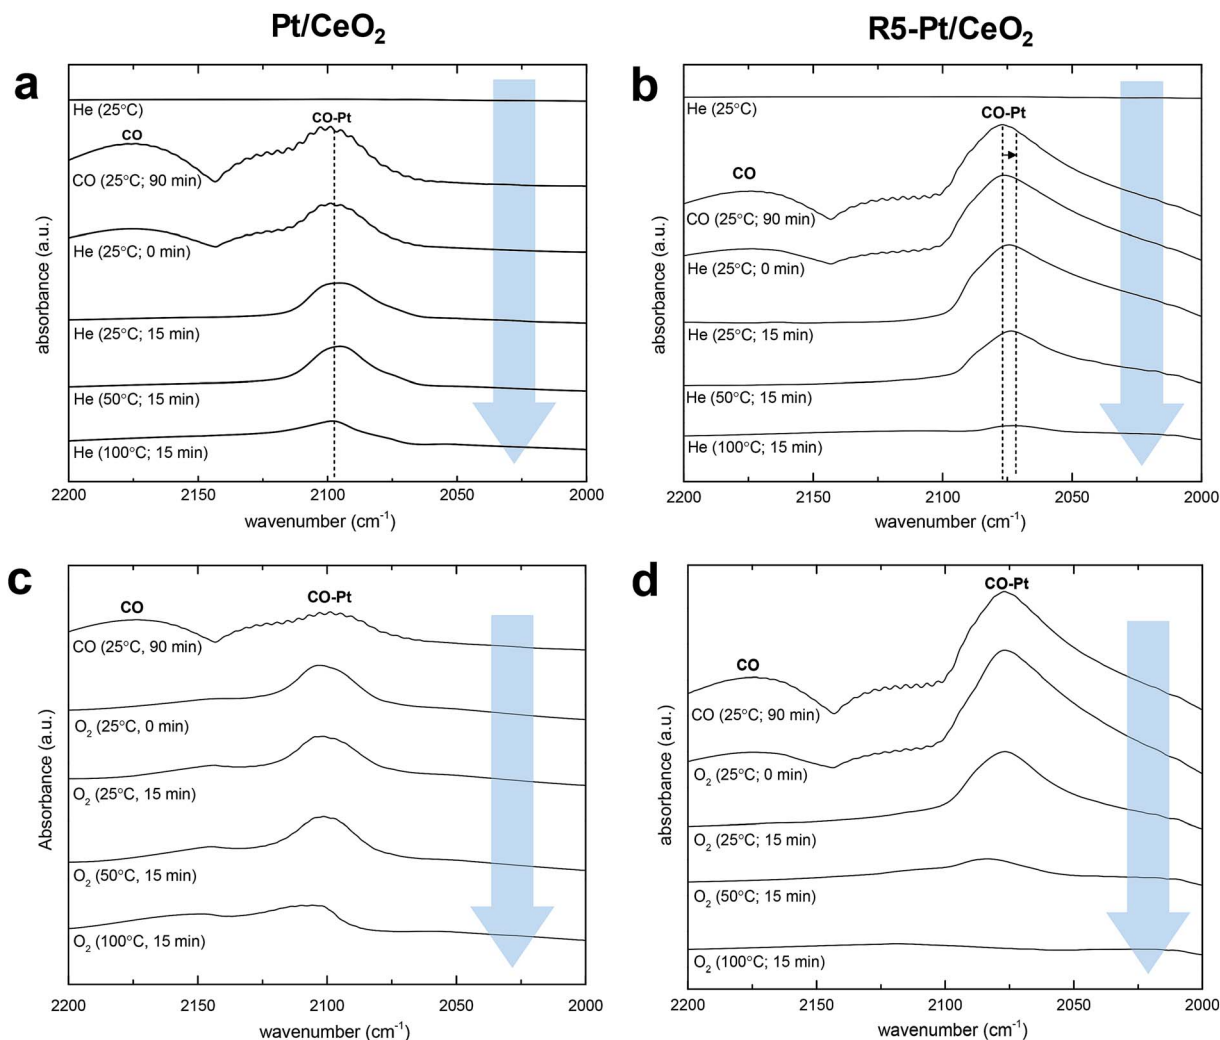 Pt/CeO₂
R5-Pt/CeO₂
a
He (25°C)
CO
CO-Pt
CO (25°C; 90 min)
He (25°C; 0 min)
He (25°C; 15 min)
He (50°C; 15 min)
He (100°C; 15 min)
absorbance (a.u.)
2200 2150 2100 2050 2000
wavenumber (cm⁻¹)
b
He (25°C)
CO-Pt
CO
CO (25°C; 90 min)
He (25°C; 0 min)
He (25°C; 15 min)
He (50°C; 15 min)
He (100°C; 15 min)
absorbance (a.u.)
2200 2150 2100 2050 2000
wavenumber (cm⁻¹)
c
CO
CO-Pt
CO (25°C, 90 min)
O₂ (25°C, 0 min)
O₂ (25°C, 15 min)
O₂ (50°C, 15 min)
O₂ (100°C, 15 min)
Absorbance (a.u.)
2200 2150 2100 2050 2000
wavenumber (cm⁻¹)
d
CO-Pt
CO
CO (25°C; 90 min)
O₂ (25°C; 0 min)
O₂ (25°C; 15 min)
O₂ (50°C; 15 min)
O₂ (100°C; 15 min)
absorbance (a.u.)
2200 2150 2100 2050 2000
wavenumber (cm⁻¹)